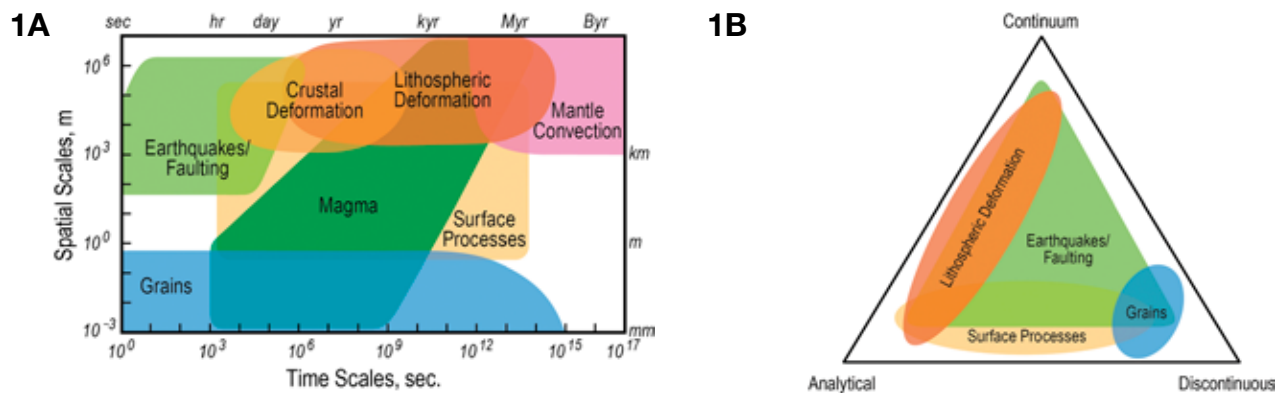 1A
sec hr day yr kyr Myr Byr
Spatial Scales, m
10^6
10^3
10^0
10^-3
Crustal
Deformation
Lithospheric
Deformation
Mantle
Convection
Earthquakes/
Faulting
Magma
Surface
Processes
Grains
km
m
mm
10^0 10^3 10^6 10^9 10^12 10^15 10^17
Time Scales, sec.
1B
Continuum
Lithospheric Deformation
Earthquakes/
Faulting
Grains
Surface Processes
Analytical
Discontinuous